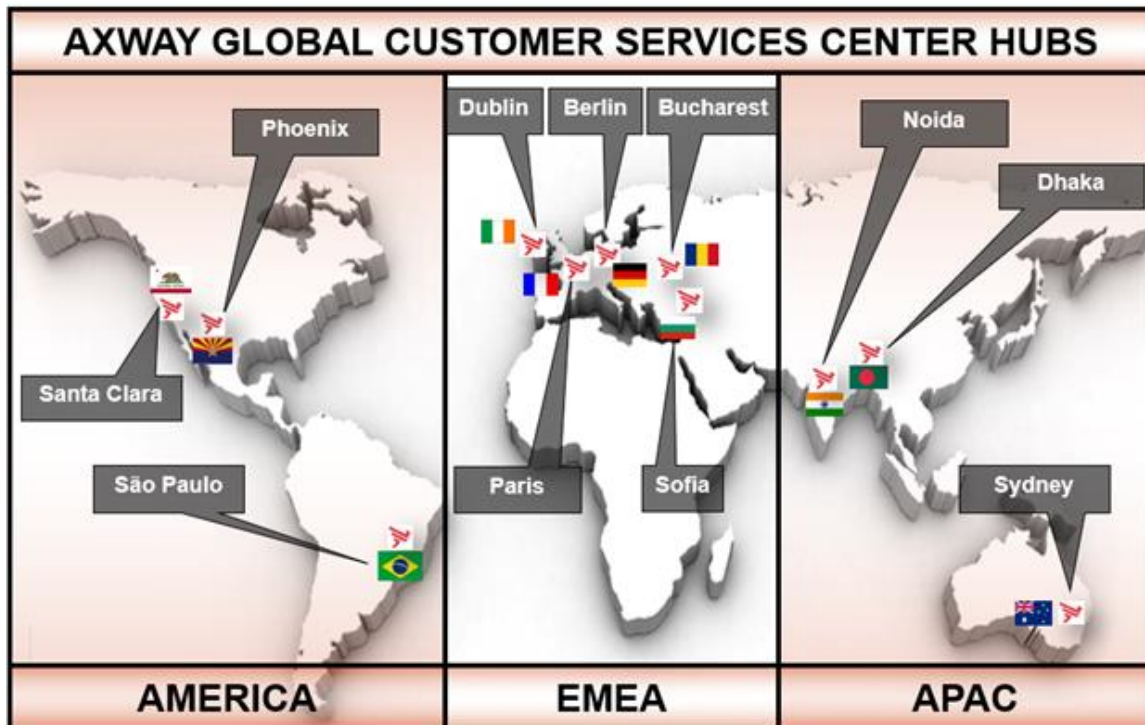 AXWAY GLOBAL CUSTOMER SERVICES CENTER HUBS
Dublin
Berlin
Bucharest
Noida
Phoenix
Dhaka
Santa Clara
São Paulo
Paris
Sofia
Sydney
AMERICA
EMEA
APAC